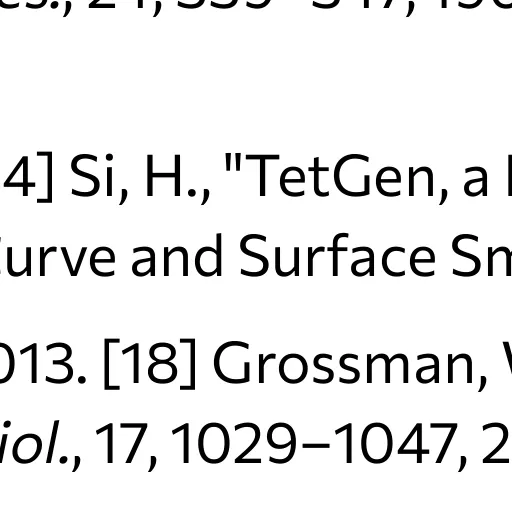 4] Si, H., "TetGen, a
urve and Surface Sm
013. [18] Grossman,
iol., 17, 1029–1047, 2